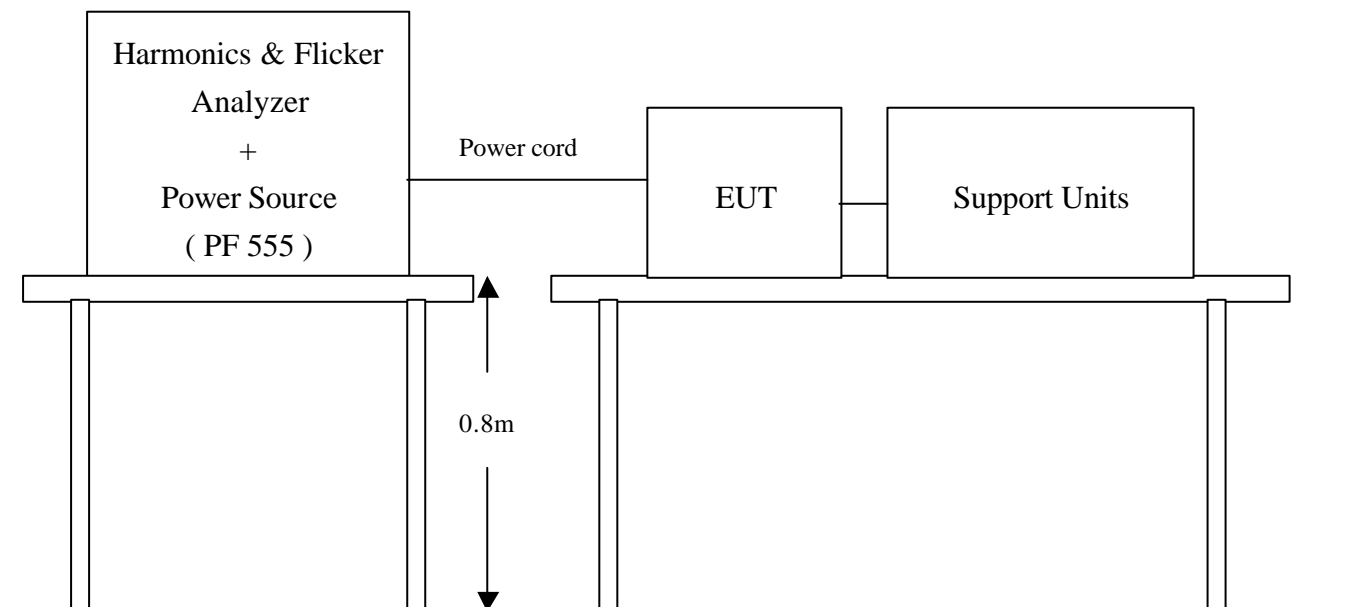 Harmonics & Flicker
Analyzer
+
Power Source
( PF 555 )
Power cord
EUT
Support Units
0.8m